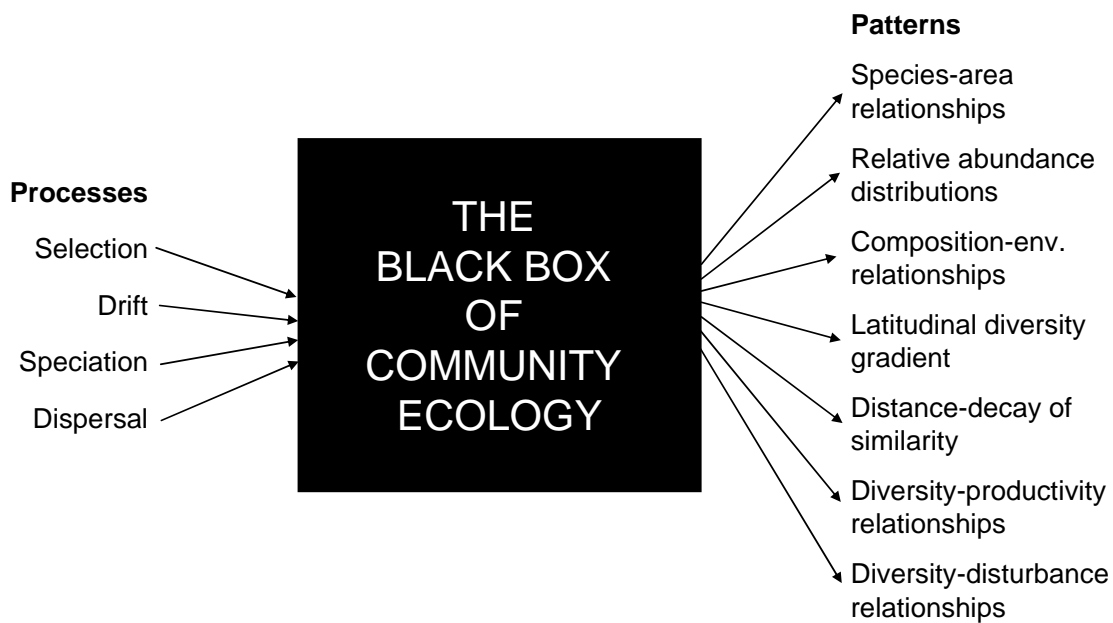 Processes
Selection
Drift
Speciation
Dispersal
THE
BLACK BOX
OF
COMMUNITY
ECOLOGY
Patterns
Species-area
relationships
Relative abundance
distributions
Composition-env.
relationships
Latitudinal diversity
gradient
Distance-decay of
similarity
Diversity-productivity
relationships
Diversity-disturbance
relationships